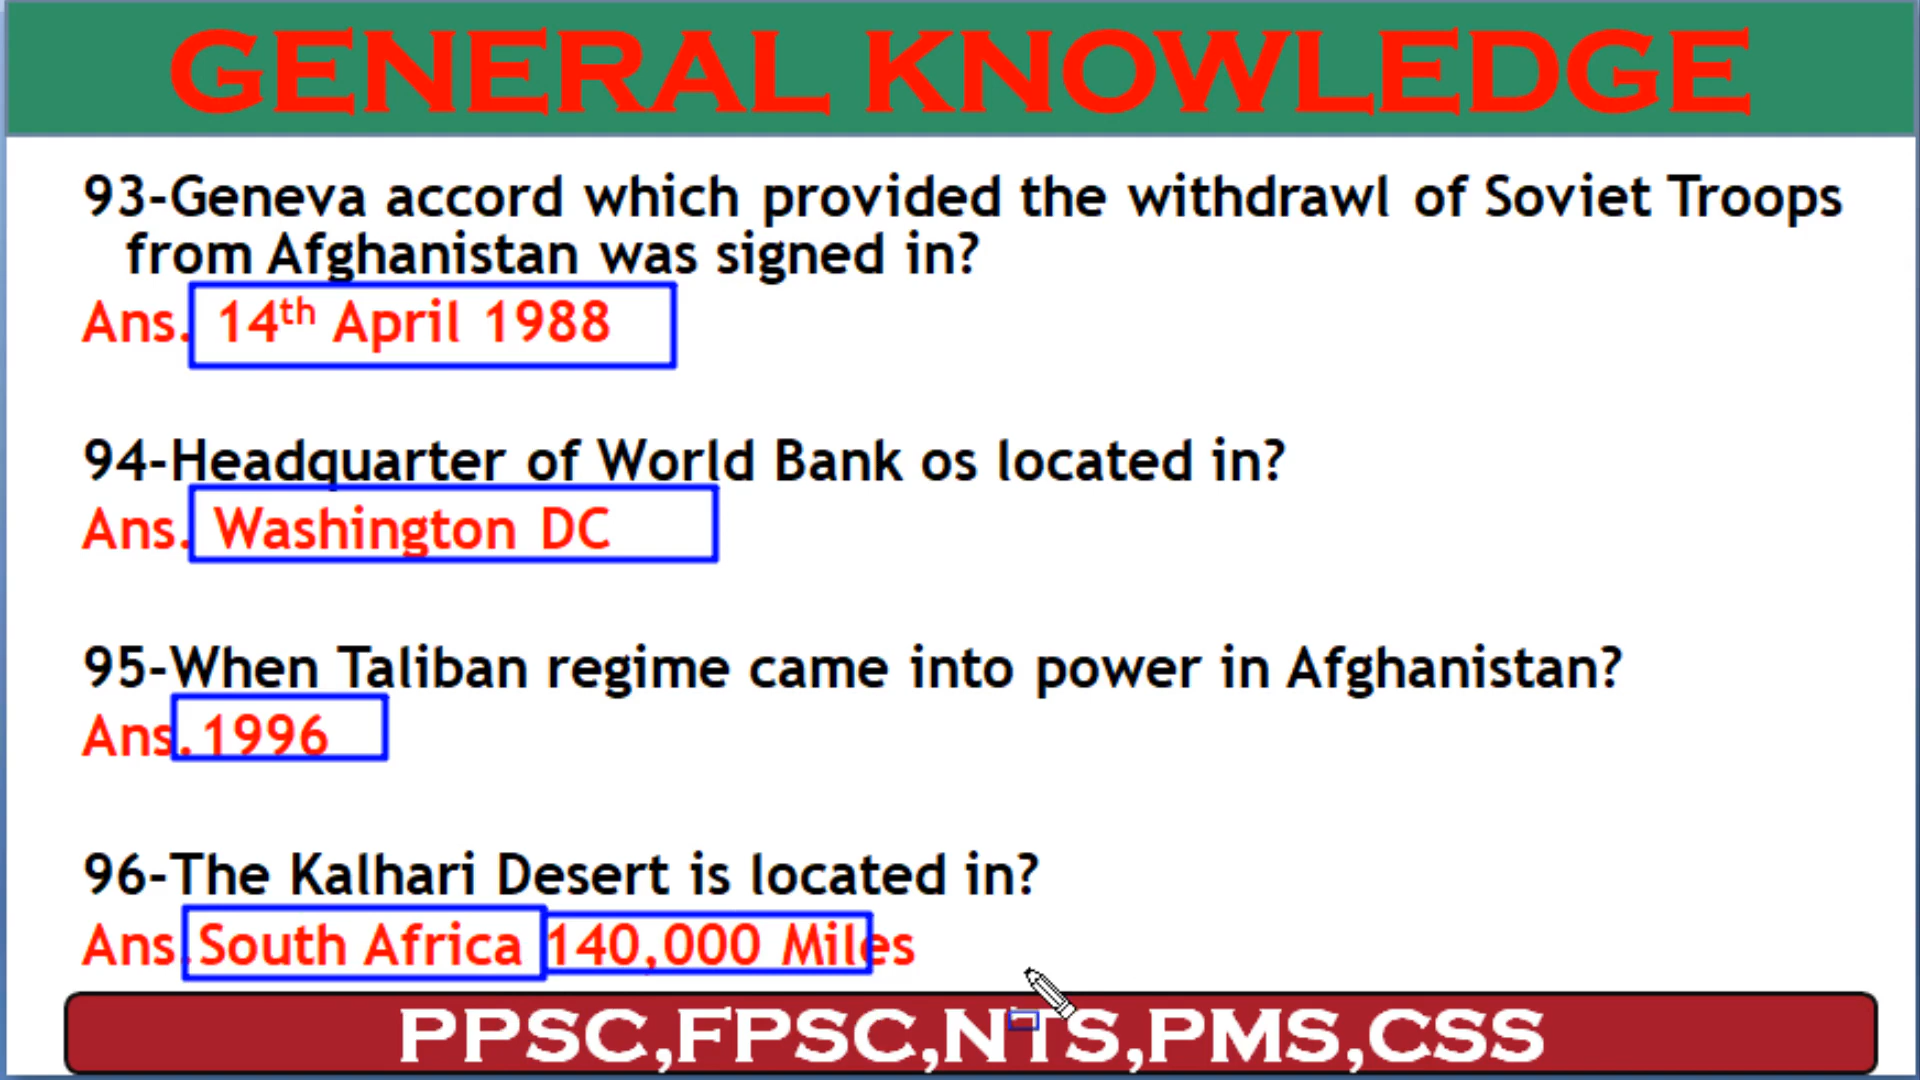 GENERAL KNOWLEDGE
93-Geneva accord which provided the withdrawl of Soviet Troops
from Afghanistan was signed in?
Ans. 14th April 1988
94-Headquarter of World Bank os located in?
Ans. Washington DC
95-When Taliban regime came into power in Afghanistan?
Ans.1996
96-The Kalhari Desert is located in?
Ans.South Africa 140,000 Miles
PPSC,FPSC,NTS,PMS,CSS